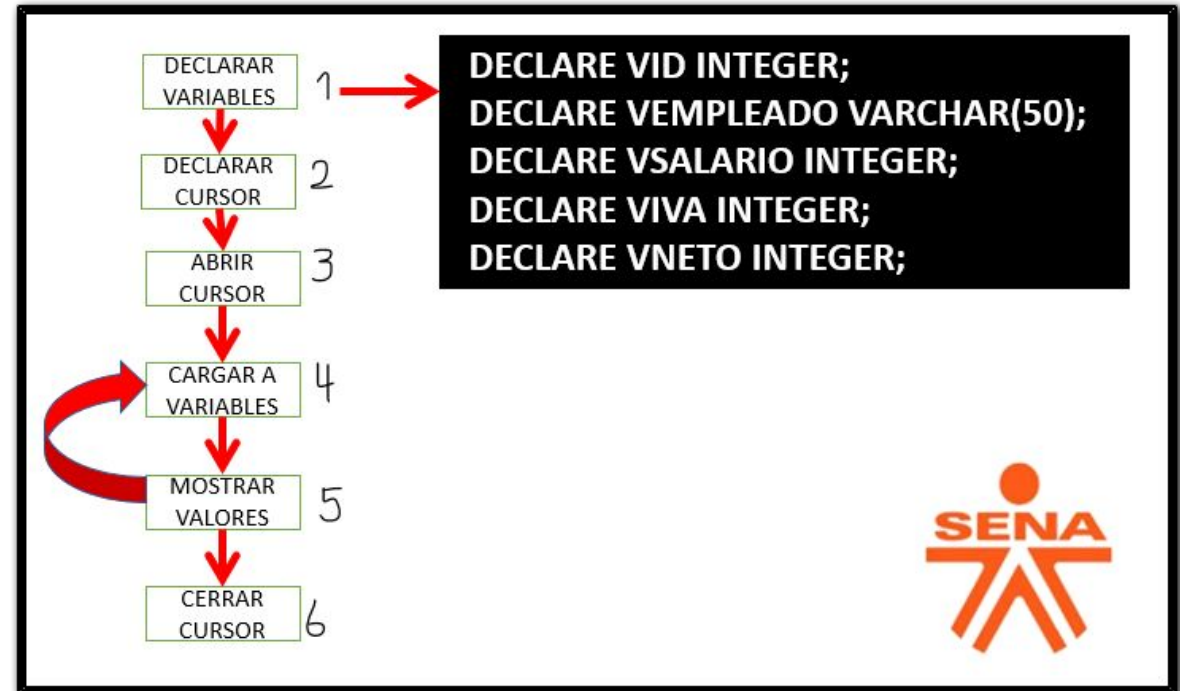 DECLARAR
VARIABLES
1
DECLARE VID INTEGER;
DECLARE VEMPLEADO VARCHAR(50);
DECLARE VSALARIO INTEGER;
DECLARE VIVA INTEGER;
DECLARE VNETO INTEGER;
DECLARAR
CURSOR
2
ABRIR
CURSOR
3
CARGAR A
VARIABLES
4
MOSTRAR
VALORES
5
CERRAR
CURSOR
6
SENA